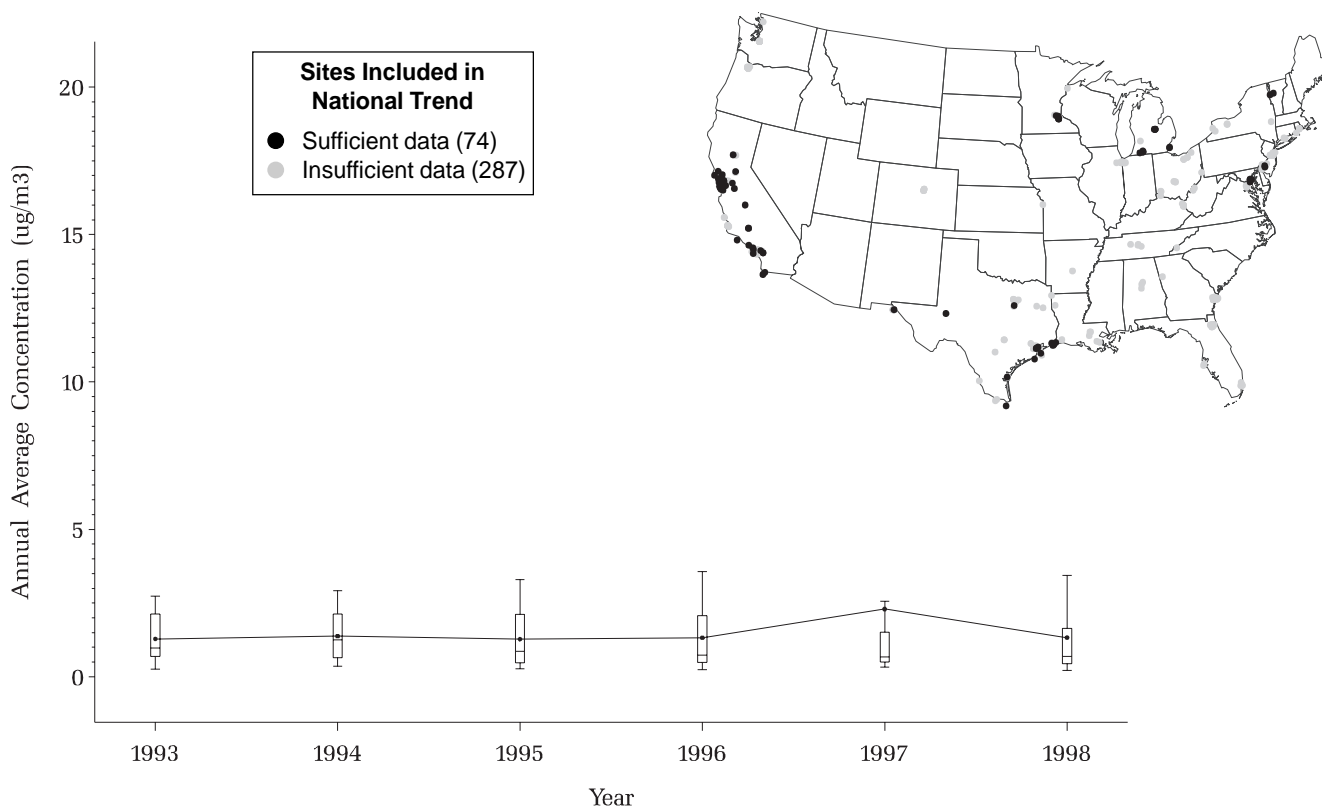 Sites Included in
National Trend
Sufficient data (74)
Insufficient data (287)
Annual Average Concentration (ug/m3)
20
15
10
5
0
1993 1994 1995 1996 1997 1998
Year